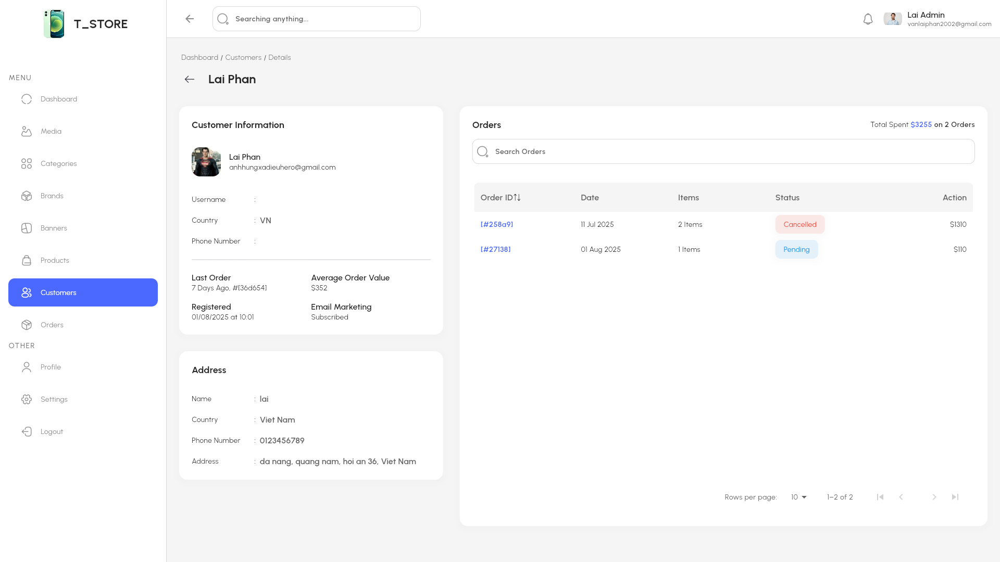 T_STORE
MENU
Dashboard
Media
Categories
Brands
Banners
Products
Customers
Orders
OTHER
Profile
Settings
Logout
Searching anything...
Lai Admin
vanlaiphan2002@gmail.com
Dashboard / Customers / Details
Lai Phan
Customer Information
Lai Phan
anhhungxadieuhero@gmail.com
Username :
Country : VN
Phone Number :
Last Order
7 Days Ago, #[36d654]
Average Order Value
$352
Registered
01/08/2025 at 10:01
Email Marketing
Subscribed
Address
Name : lai
Country : Viet Nam
Phone Number : 0123456789
Address : da nang, quang nam, hoi an 36, Viet Nam
Orders
Total Spent $3255 on 2 Orders
Search Orders
Order ID Date Items Status Action
[#258a9] 11 Jul 2025 2 Items Cancelled $1310
[#27138] 01 Aug 2025 1 Items Pending $110
Rows per page: 10 1–2 of 2